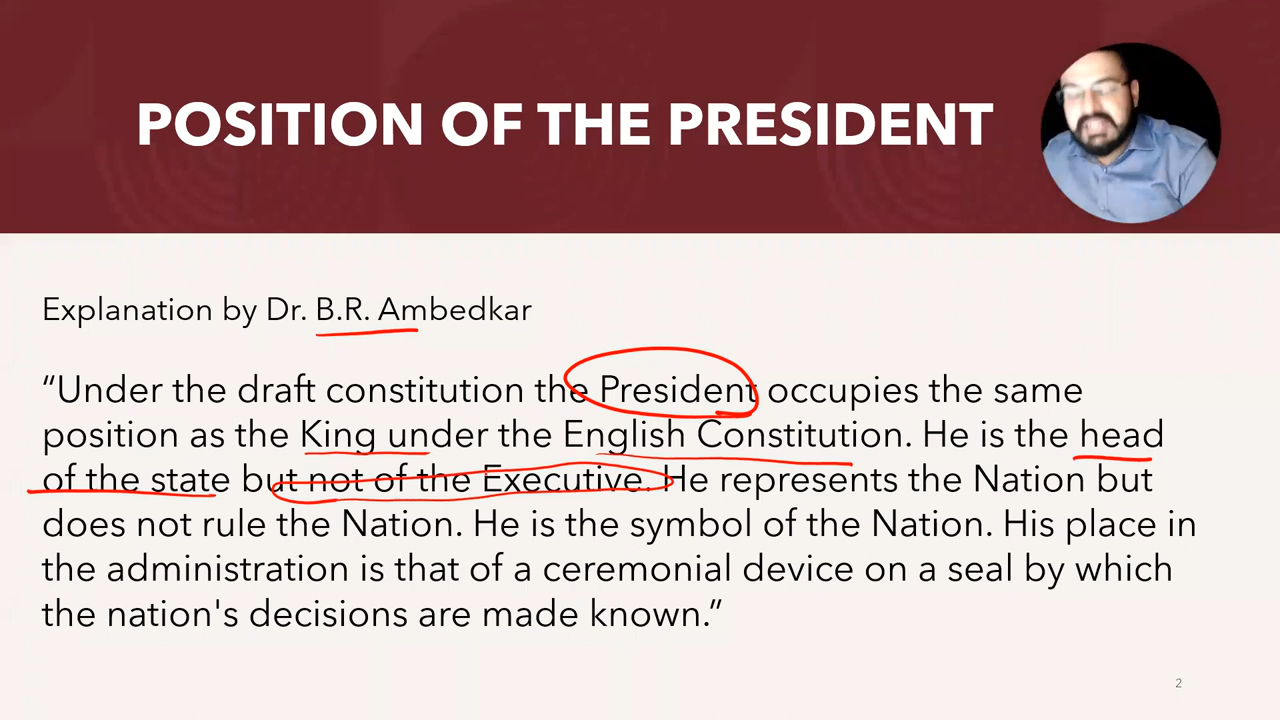 POSITION OF THE PRESIDENT
Explanation by Dr. B.R. Ambedkar
“Under the draft constitution the President occupies the same
position as the King under the English Constitution. He is the head
of the state but not of the Executive. He represents the Nation but
does not rule the Nation. He is the symbol of the Nation. His place in
the administration is that of a ceremonial device on a seal by which
the nation's decisions are made known.”
2